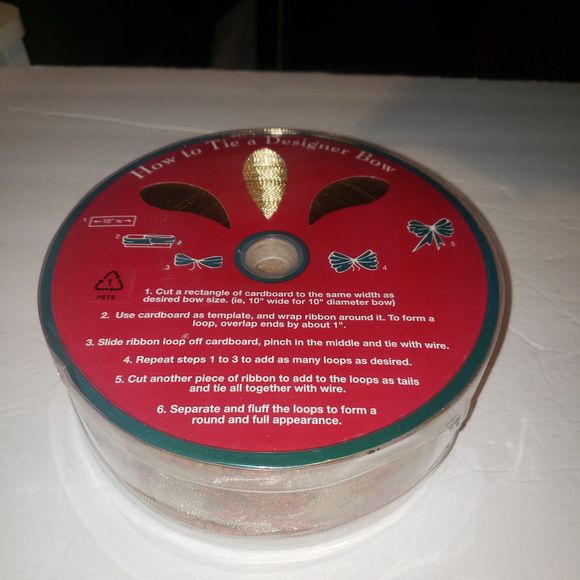 How to Tie a Designer Bow
1 10" w
2
3
4
5
1
PETE
1. Cut a rectangle of cardboard to the same width as
desired bow size. (ie, 10" wide for 10" diameter bow)
2. Use cardboard as template, and wrap ribbon around it. To form a
loop, overlap ends by about 1".
3. Slide ribbon loop off cardboard, pinch in the middle and tie with wire.
4. Repeat steps 1 to 3 to add as many loops as desired.
5. Cut another piece of ribbon to add to the loops as tails
and tie all together with wire.
6. Separate and fluff the loops to form a
round and full appearance.